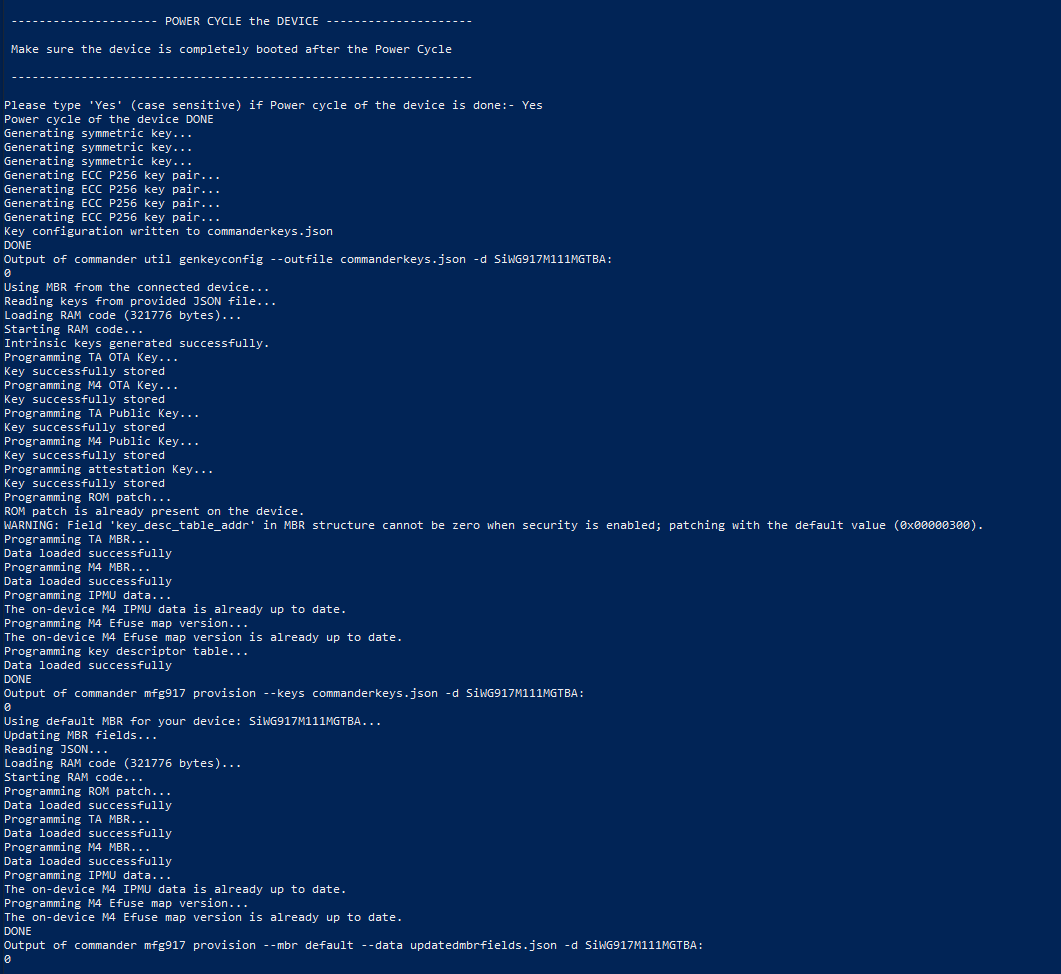 --------------------- POWER CYCLE the DEVICE ---------------------
Make sure the device is completely booted after the Power Cycle
------------------------------------------------------------------
Please type 'Yes' (case sensitive) if Power cycle of the device is done:- Yes
Power cycle of the device DONE
Generating symmetric key...
Generating symmetric key...
Generating symmetric key...
Generating ECC P256 key pair...
Generating ECC P256 key pair...
Generating ECC P256 key pair...
Generating ECC P256 key pair...
Key configuration written to commanderkeys.json
DONE
Output of commander util genkeyconfig --outfile commanderkeys.json -d SiWG917M111MGTBA:
0
Using MBR from the connected device...
Reading keys from provided JSON file...
Loading RAM code (321776 bytes)...
Starting RAM code...
Intrinsic keys generated successfully.
Programming TA OTA Key...
Key successfully stored
Programming M4 OTA Key...
Key successfully stored
Programming TA Public Key...
Key successfully stored
Programming M4 Public Key...
Key successfully stored
Programming attestation Key...
Key successfully stored
Programming ROM patch...
ROM patch is already present on the device.
WARNING: Field 'key_desc_table_addr' in MBR structure cannot be zero when security is enabled; patching with the default value (0x00000300).
Programming TA MBR...
Data loaded successfully
Programming M4 MBR...
Data loaded successfully
Programming IPMU data...
The on-device M4 IPMU data is already up to date.
Programming M4 Efuse map version...
The on-device M4 Efuse map version is already up to date.
Programming key descriptor table...
Data loaded successfully
DONE
Output of commander mfg917 provision --keys commanderkeys.json -d SiWG917M111MGTBA:
0
Using default MBR for your device: SiWG917M111MGTBA...
Updating MBR fields...
Reading JSON...
Loading RAM code (321776 bytes)...
Starting RAM code...
Programming ROM patch...
Data loaded successfully
Programming TA MBR...
Data loaded successfully
Programming M4 MBR...
Data loaded successfully
Programming IPMU data...
The on-device M4 IPMU data is already up to date.
Programming M4 Efuse map version...
The on-device M4 Efuse map version is already up to date.
DONE
Output of commander mfg917 provision --mbr default --data updatedmbrfields.json -d SiWG917M111MGTBA:
0